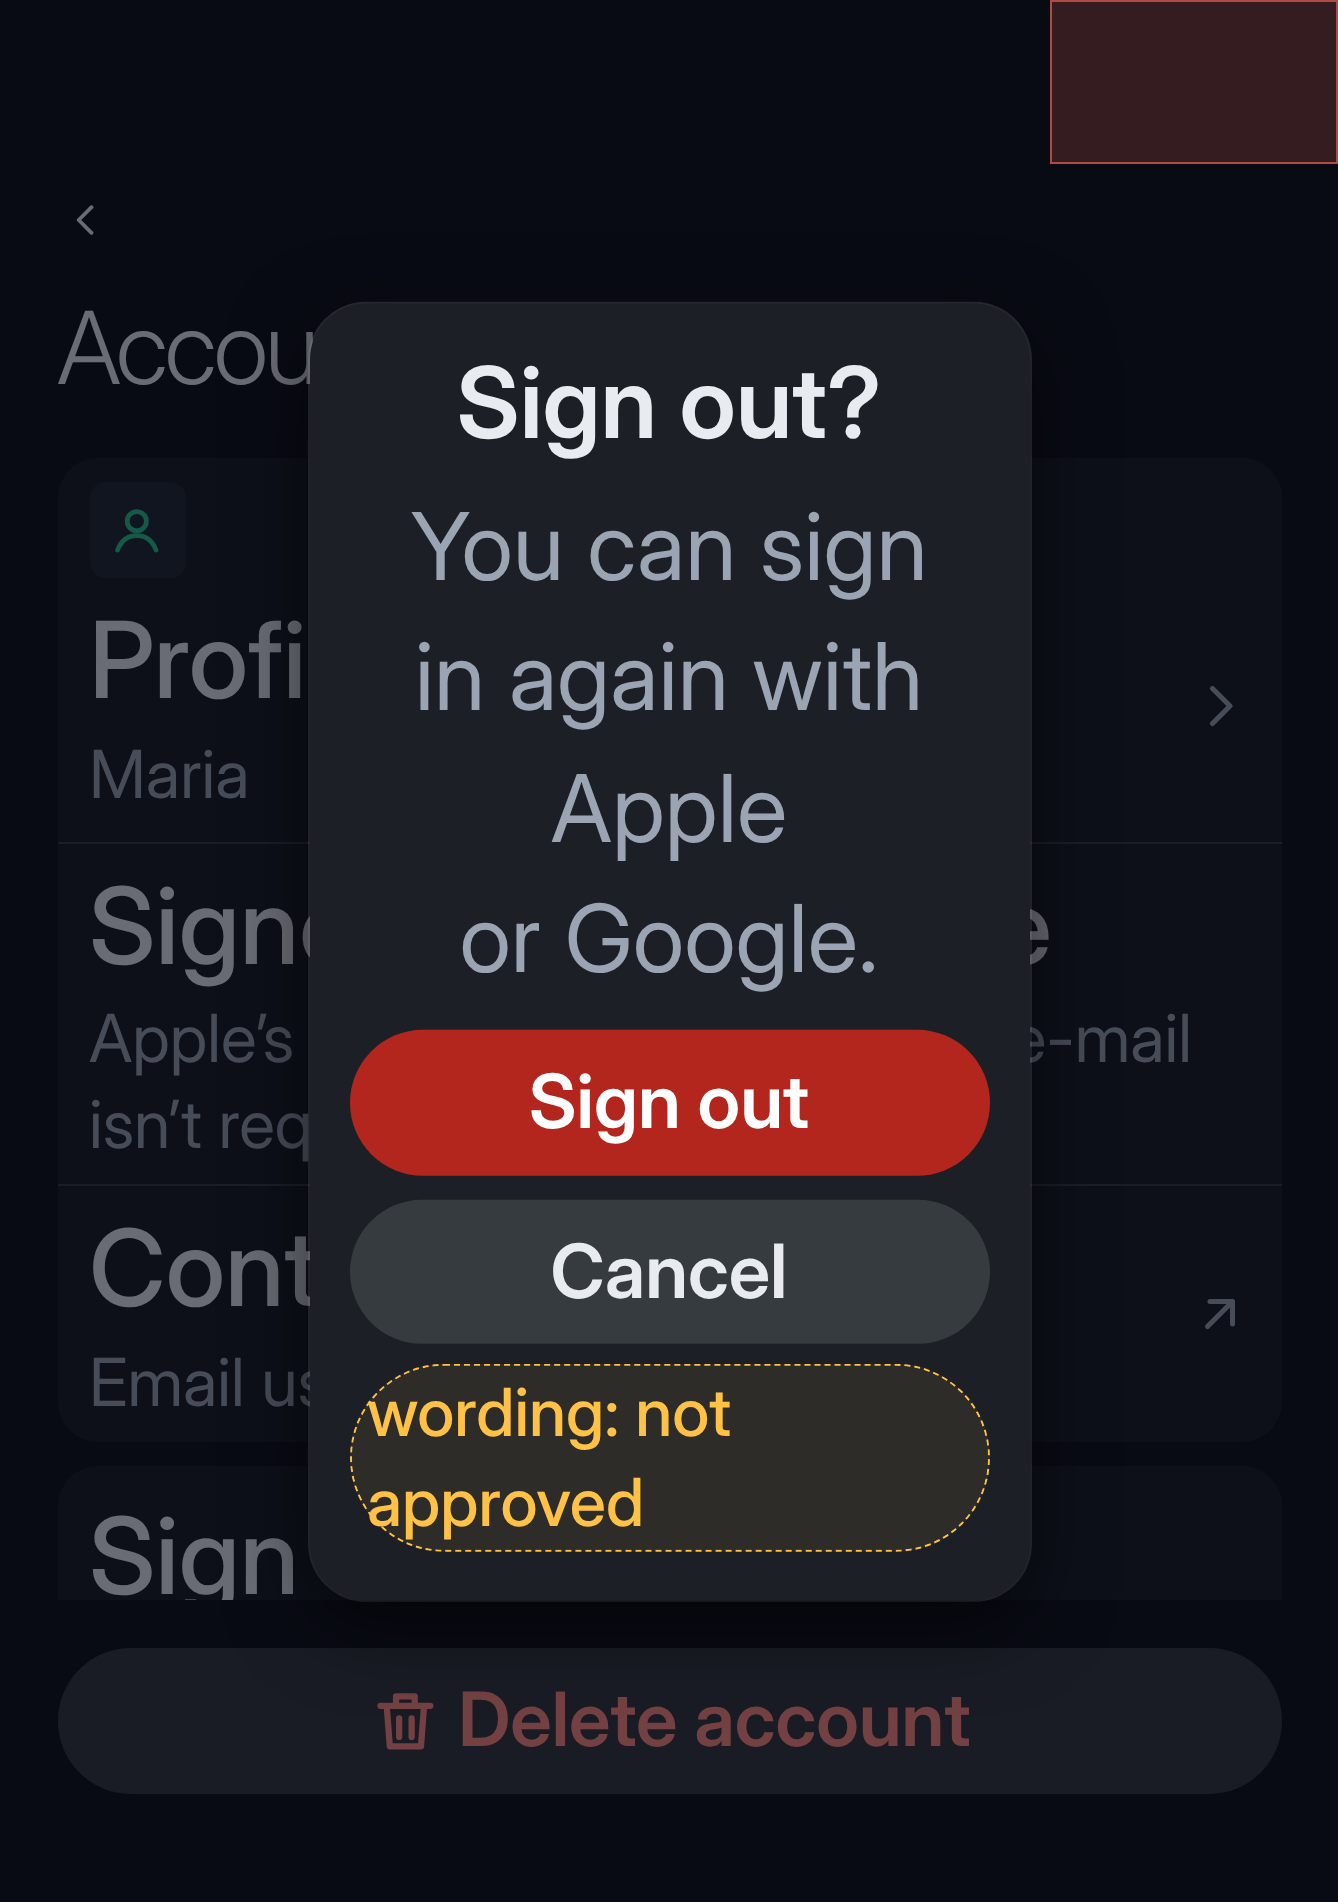 Accou
Sign out?
You can sign
in again with
Apple
or Google.
Sign out
Cancel
wording: not
approved
Profi
Maria
Signe
e
Apple’s
e-mail
isn’t req
Cont
Email us
Sign
Delete account